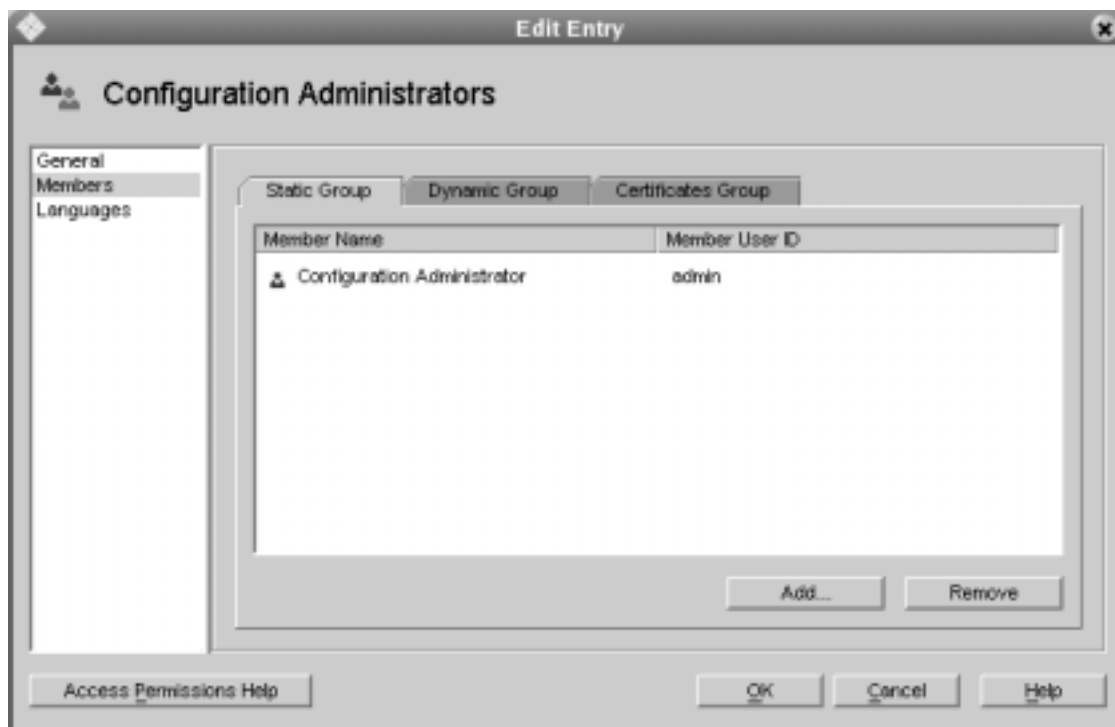 Edit Entry
Configuration Administrators
General
Members
Languages
Static Group Dynamic Group Certificates Group
Member Name Member User ID
Configuration Administrator admin
Add... Remove
Access Permissions Help OK Cancel Help